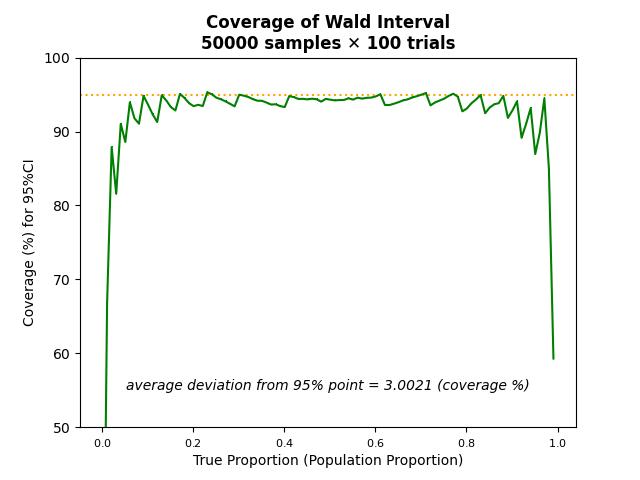 Coverage of Wald Interval
50000 samples × 100 trials
100
90
80
70
60
50
Coverage (%) for 95%CI
average deviation from 95% point = 3.0021 (coverage %)
0.0 0.2 0.4 0.6 0.8 1.0
True Proportion (Population Proportion)